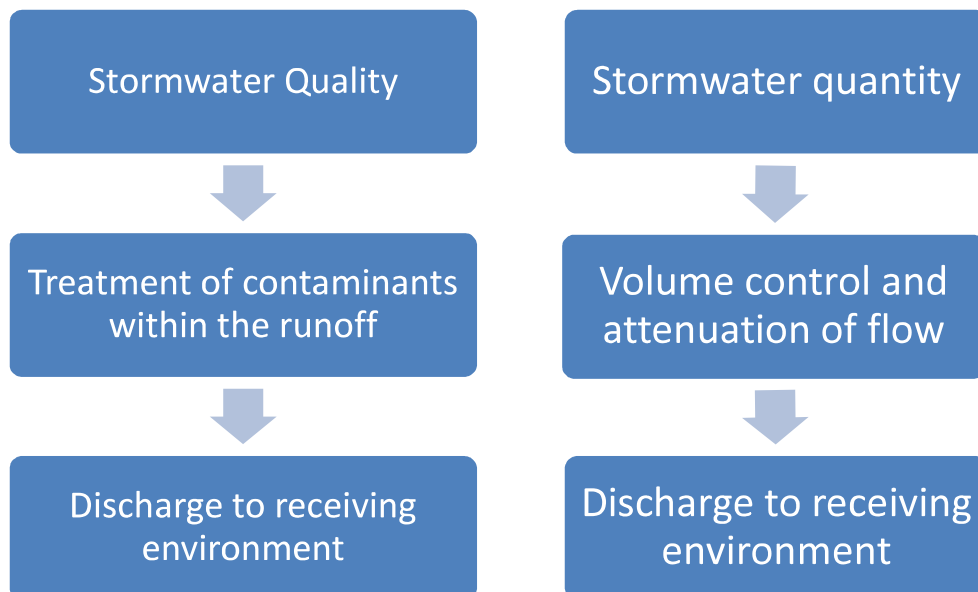 Stormwater Quality
Treatment of contaminants
within the runoff
Discharge to receiving
environment
Stormwater quantity
Volume control and
attenuation of flow
Discharge to receiving
environment